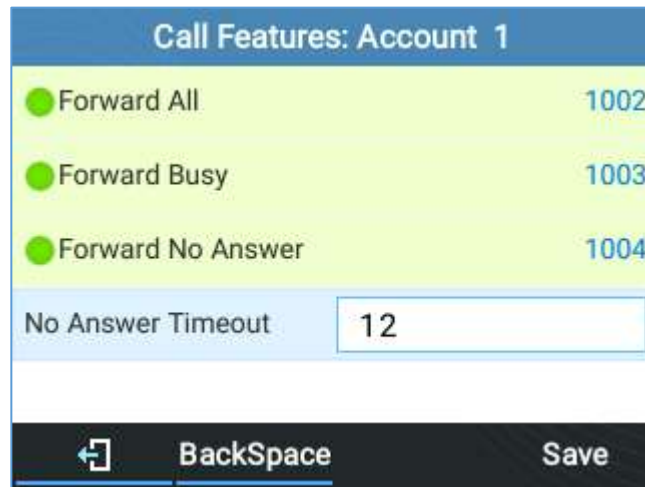 Call Features: Account 1
Forward All 1002
Forward Busy 1003
Forward No Answer 1004
No Answer Timeout 12
BackSpace Save